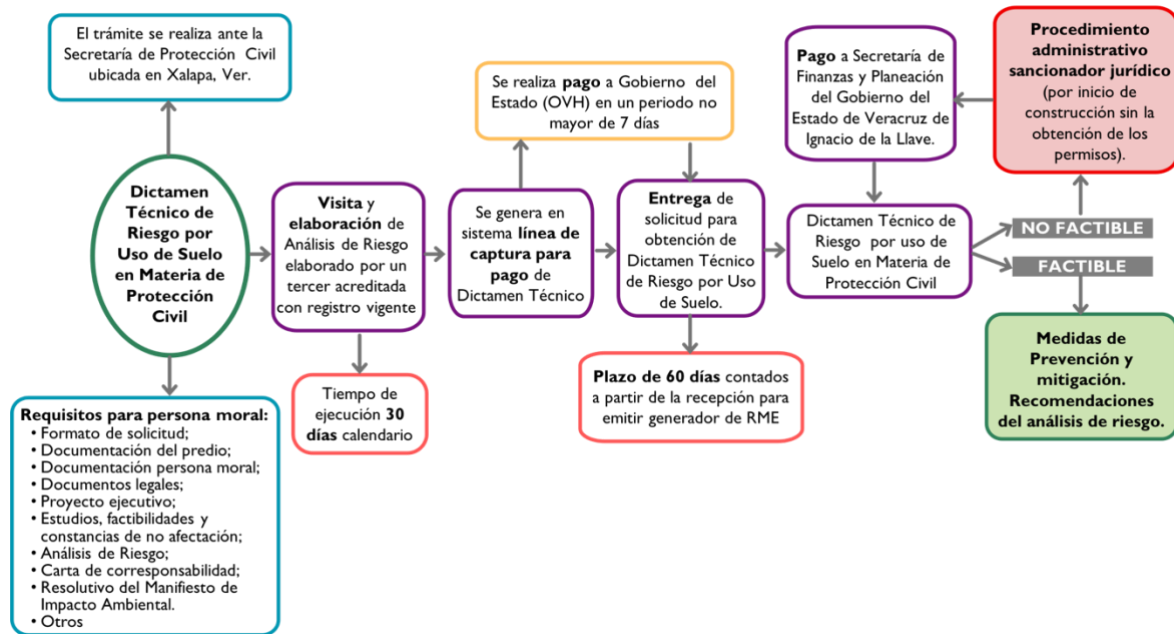 El trámite se realiza ante la
Secretaría de Protección Civil
ubicada en Xalapa, Ver.
Dictamen
Técnico de
Riesgo por
Uso de Suelo
en Materia de
Protección
Civil
Requisitos para persona moral:
• Formato de solicitud;
• Documentación del predio;
• Documentación persona moral;
• Documentos legales;
• Proyecto ejecutivo;
• Estudios, factibilidades y
constancias de no afectación;
• Análisis de Riesgo;
• Carta de corresponsabilidad;
• Resolutivo del Manifiesto de
Impacto Ambiental.
• Otros
Visita y
elaboración de
Análisis de Riesgo
elaborado por un
tercer acreditada
con registro vigente
Tiempo de
ejecución 30
días calendario
Se genera en
sistema línea de
captura para
pago de
Dictamen Técnico
Se realiza pago a Gobierno del
Estado (OVH) en un periodo no
mayor de 7 días
Entrega de
solicitud para
obtención de
Dictamen Técnico
de Riesgo por Uso
de Suelo.
Plazo de 60 días contados
a partir de la recepción para
emitir generador de RME
Pago a Secretaría de
Finanzas y Planeación
del Gobierno del
Estado de Veracruz de
Ignacio de la Llave.
Dictamen Técnico de
Riesgo por uso de
Suelo en Materia de
Protección Civil
NO FACTIBLE
FACTIBLE
Procedimiento
administrativo
sancionador jurídico
(por inicio de
construcción sin la
obtención de los
permisos).
Medidas de
Prevención y
mitigación.
Recomendaciones
del análisis de riesgo.